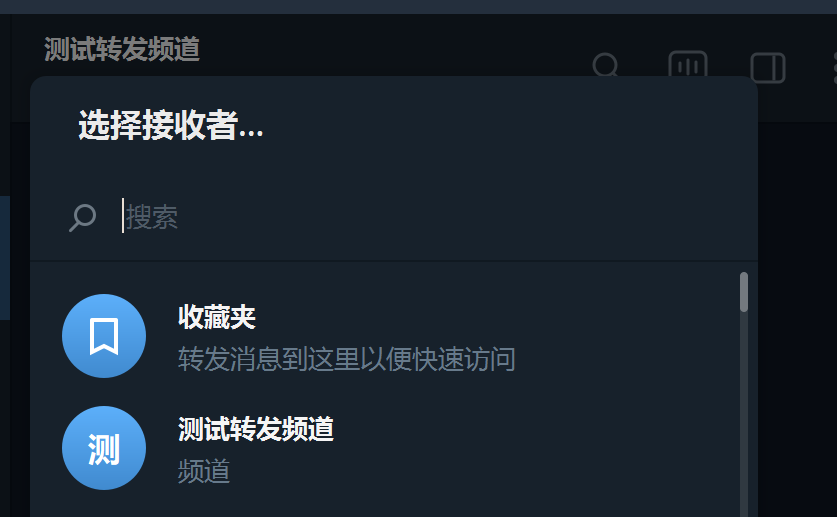 测试转发频道
选择接收者...
搜索
收藏夹
转发消息到这里以便快速访问
测
测试转发频道
频道